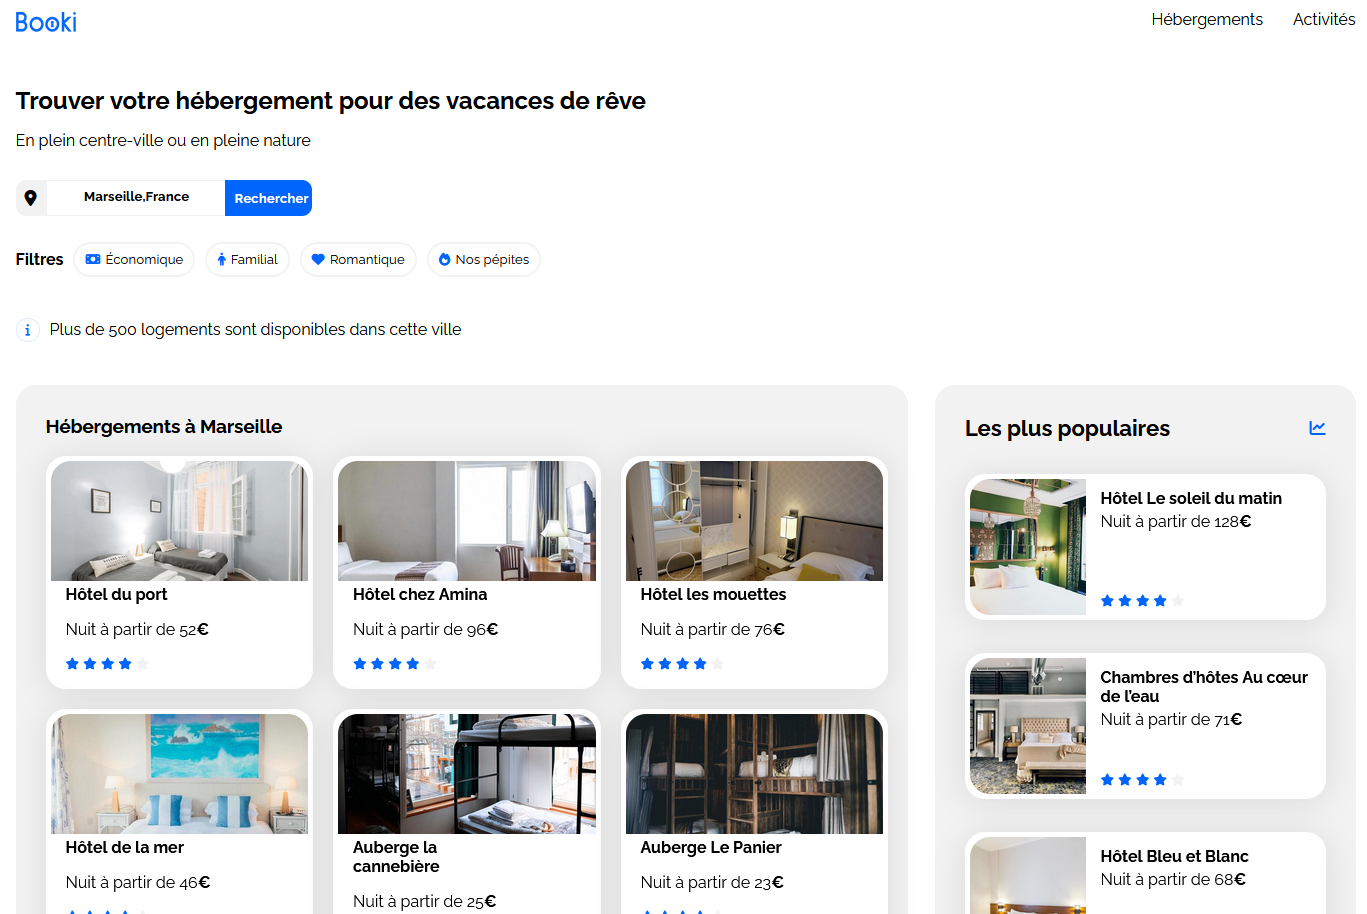 Booki
Hébergements
Activités
Trouver votre hébergement pour des vacances de rêve
En plein centre-ville ou en pleine nature
Marseille,France
Rechercher
Filtres
Économique
Familial
Romantique
Nos pépites
Plus de 500 logements sont disponibles dans cette ville
Hébergements à Marseille
Hôtel du port
Nuit à partir de 52€
Hôtel chez Amina
Nuit à partir de 96€
Hôtel les mouettes
Nuit à partir de 76€
Hôtel de la mer
Nuit à partir de 46€
Auberge la
cannebière
Nuit à partir de 25€
Auberge Le Panier
Nuit à partir de 23€
Les plus populaires
Hôtel Le soleil du matin
Nuit à partir de 128€
Chambres d’hôtes Au cœur
de l’eau
Nuit à partir de 71€
Hôtel Bleu et Blanc
Nuit à partir de 68€